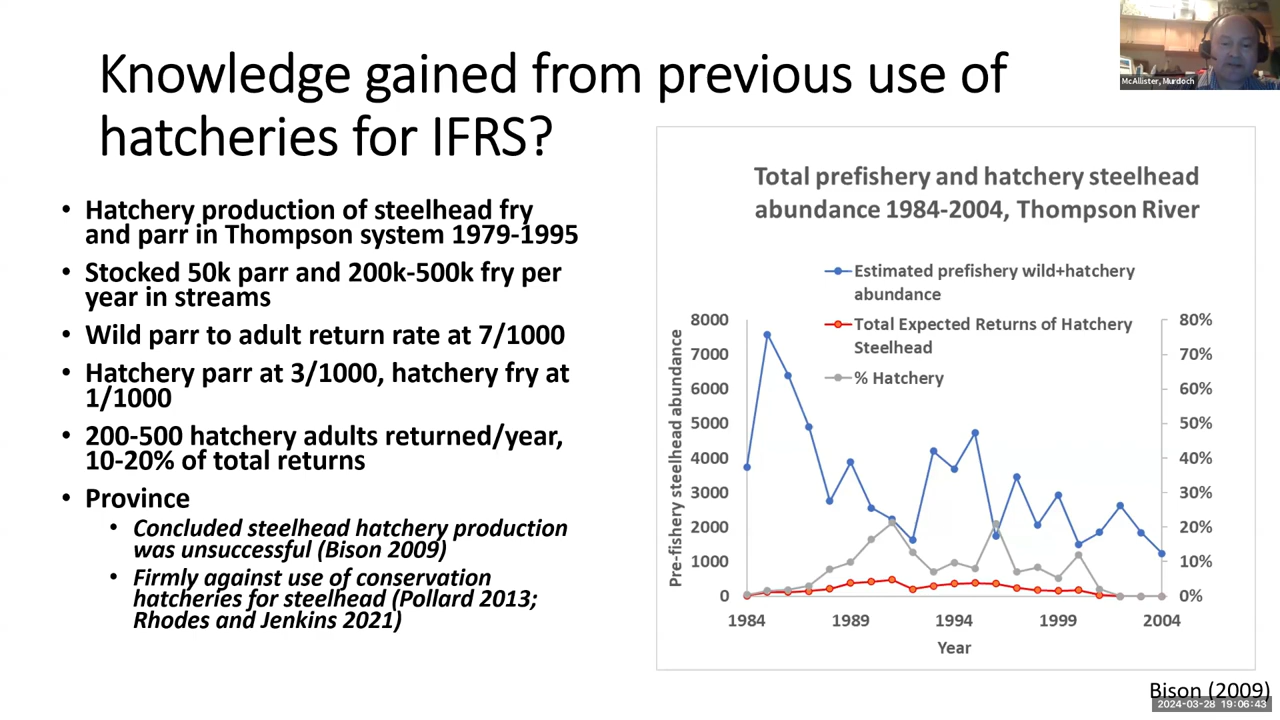 Knowledge gained from previous use of
hatcheries for IFRS?
McAllister, Murdoch
• Hatchery production of steelhead fry
and parr in Thompson system 1979-1995
• Stocked 50k parr and 200k-500k fry per
year in streams
• Wild parr to adult return rate at 7/1000
• Hatchery parr at 3/1000, hatchery fry at
1/1000
• 200-500 hatchery adults returned/year,
10-20% of total returns
• Province
• Concluded steelhead hatchery production
was unsuccessful (Bison 2009)
• Firmly against use of conservation
hatcheries for steelhead (Pollard 2013;
Rhodes and Jenkins 2021)
Total prefishery and hatchery steelhead
abundance 1984-2004, Thompson River
Estimated prefishery wild+hatchery
abundance
Total Expected Returns of Hatchery
Steelhead
% Hatchery
Pre-fishery steelhead abundance
8000
7000
6000
5000
4000
3000
2000
1000
0
80%
70%
60%
50%
40%
30%
20%
10%
0%
1984 1989 1994 1999 2004
Year
Bison (2009)
2024-03-28 19:06:43